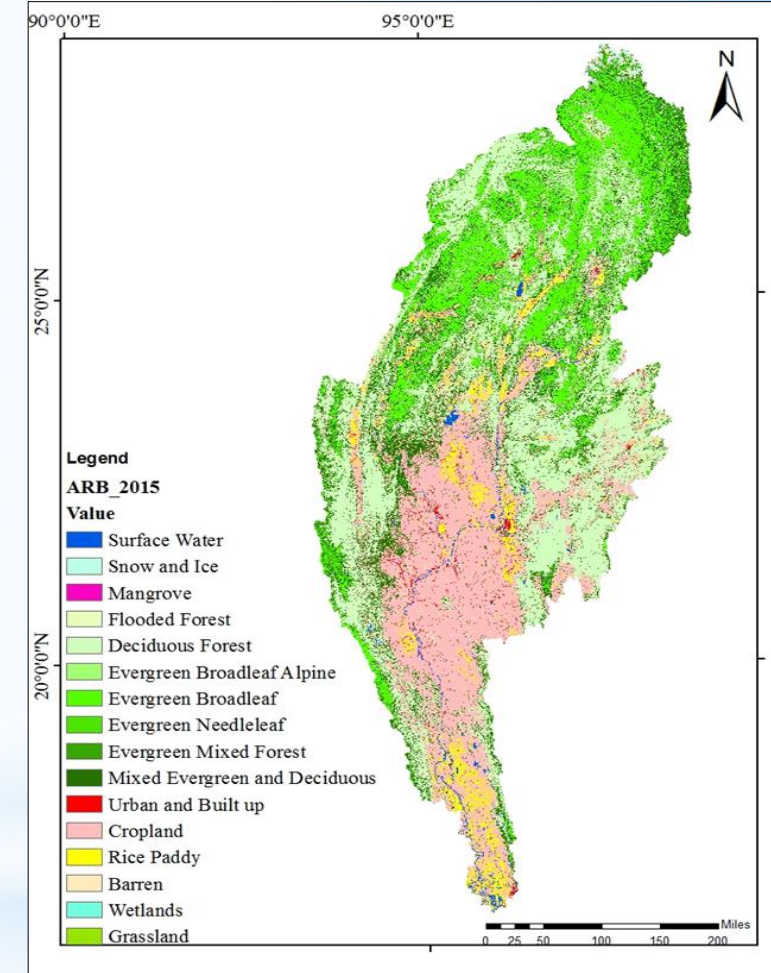 90°0'0"E 95°0'0"E
N
25°0'0"N
20°0'0"N
Legend
ARB_2015
Value
Surface Water
Snow and Ice
Mangrove
Flooded Forest
Deciduous Forest
Evergreen Broadleaf Alpine
Evergreen Broadleaf
Evergreen Needleleaf
Evergreen Mixed Forest
Mixed Evergreen and Deciduous
Urban and Built up
Cropland
Rice Paddy
Barren
Wetlands
Grassland
Miles
0 25 50 100 150 200